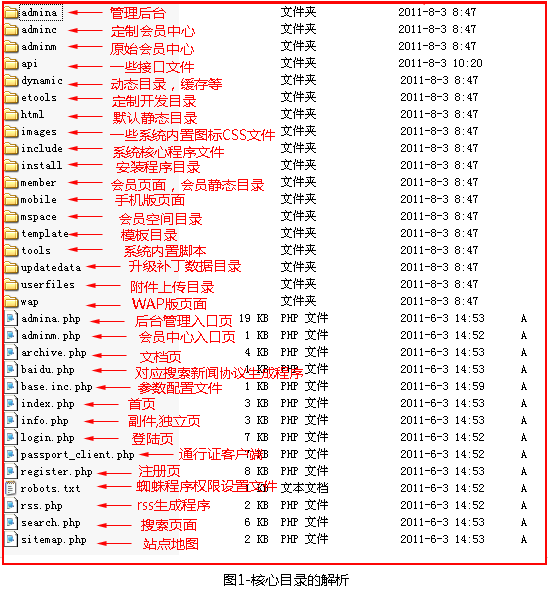 admina 管理后台 文件夹 2011-8-3 8:47
adminc 定制会员中心 文件夹 2011-8-3 8:47
adminm 原始会员中心 文件夹 2011-8-3 8:47
api 一些接口文件 文件夹 2011-8-3 10:20
dynamic 动态目录，缓存等 文件夹 2011-8-3 8:47
etools 定制开发目录 文件夹 2011-8-3 8:47
html 默认静态目录 文件夹 2011-8-3 8:47
images 一些系统内置图标CSS文件 文件夹 2011-8-3 8:47
include 系统核心程序文件 文件夹 2011-8-3 8:47
install 安装程序目录 文件夹 2011-8-3 8:47
member 会员页面，会员静态目录 文件夹 2011-8-3 8:47
mobile 手机版页面 文件夹 2011-8-3 8:47
mspace 会员空间目录 文件夹 2011-8-3 8:47
template 模板目录 文件夹 2011-8-3 8:47
tools 系统内置脚本 文件夹 2011-8-3 8:47
updatedata 升级补丁数据目录 文件夹 2011-8-3 8:47
userfiles 附件上传目录 文件夹 2011-8-3 8:47
wap WAP版页面 文件夹 2011-8-3 8:47
admina.php 后台管理入口页 19 KB PHP 文件 2011-6-3 14:53 A
adminm.php 会员中心入口页 1 KB PHP 文件 2011-6-3 14:52 A
archive.php 文档页 4 KB PHP 文件 2011-6-3 14:53 A
baidu.php 对应搜索新闻协议生成程序 KB PHP 文件 2011-6-3 14:53 A
base.inc.php 参数配置文件 1 KB PHP 文件 2011-6-3 14:59 A
index.php 首页 3 KB PHP 文件 2011-6-3 14:53 A
info.php 副件,独立页 3 KB PHP 文件 2011-6-3 14:53 A
login.php 登陆页 7 KB PHP 文件 2011-6-3 14:52 A
passport_client.php 通行证客户端 KB PHP 文件 2011-6-3 14:52 A
register.php 注册页 8 KB PHP 文件 2011-6-3 14:53 A
robots.txt 蜘蛛程序权限设置文件 KB 文本文档 2011-6-3 14:52 A
rss.php rss生成程序 2 KB PHP 文件 2011-6-3 14:53 A
search.php 搜索页面 6 KB PHP 文件 2011-6-3 14:53 A
sitemap.php 站点地图 2 KB PHP 文件 2011-6-3 14:52 A
图1-核心目录的解析